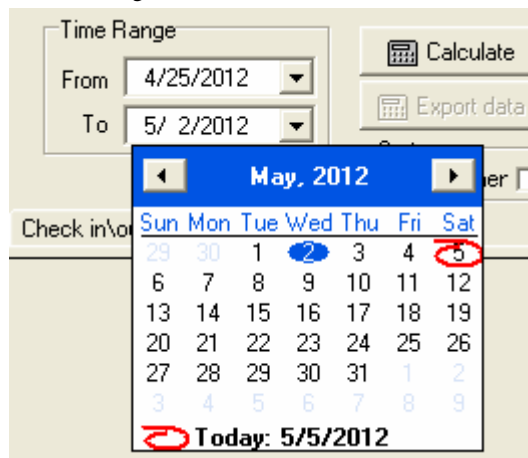 Time Range
Calculate
From 4/25/2012
Export data
To 5/ 2/2012
May, 2012
Sun Mon Tue Wed Thu Fri Sat
29 30 1 2 3 4 5
6 7 8 9 10 11 12
13 14 15 16 17 18 19
20 21 22 23 24 25 26
27 28 29 30 31 1 2
3 4 5 6 7 8 9
Today: 5/5/2012
Check in\ou